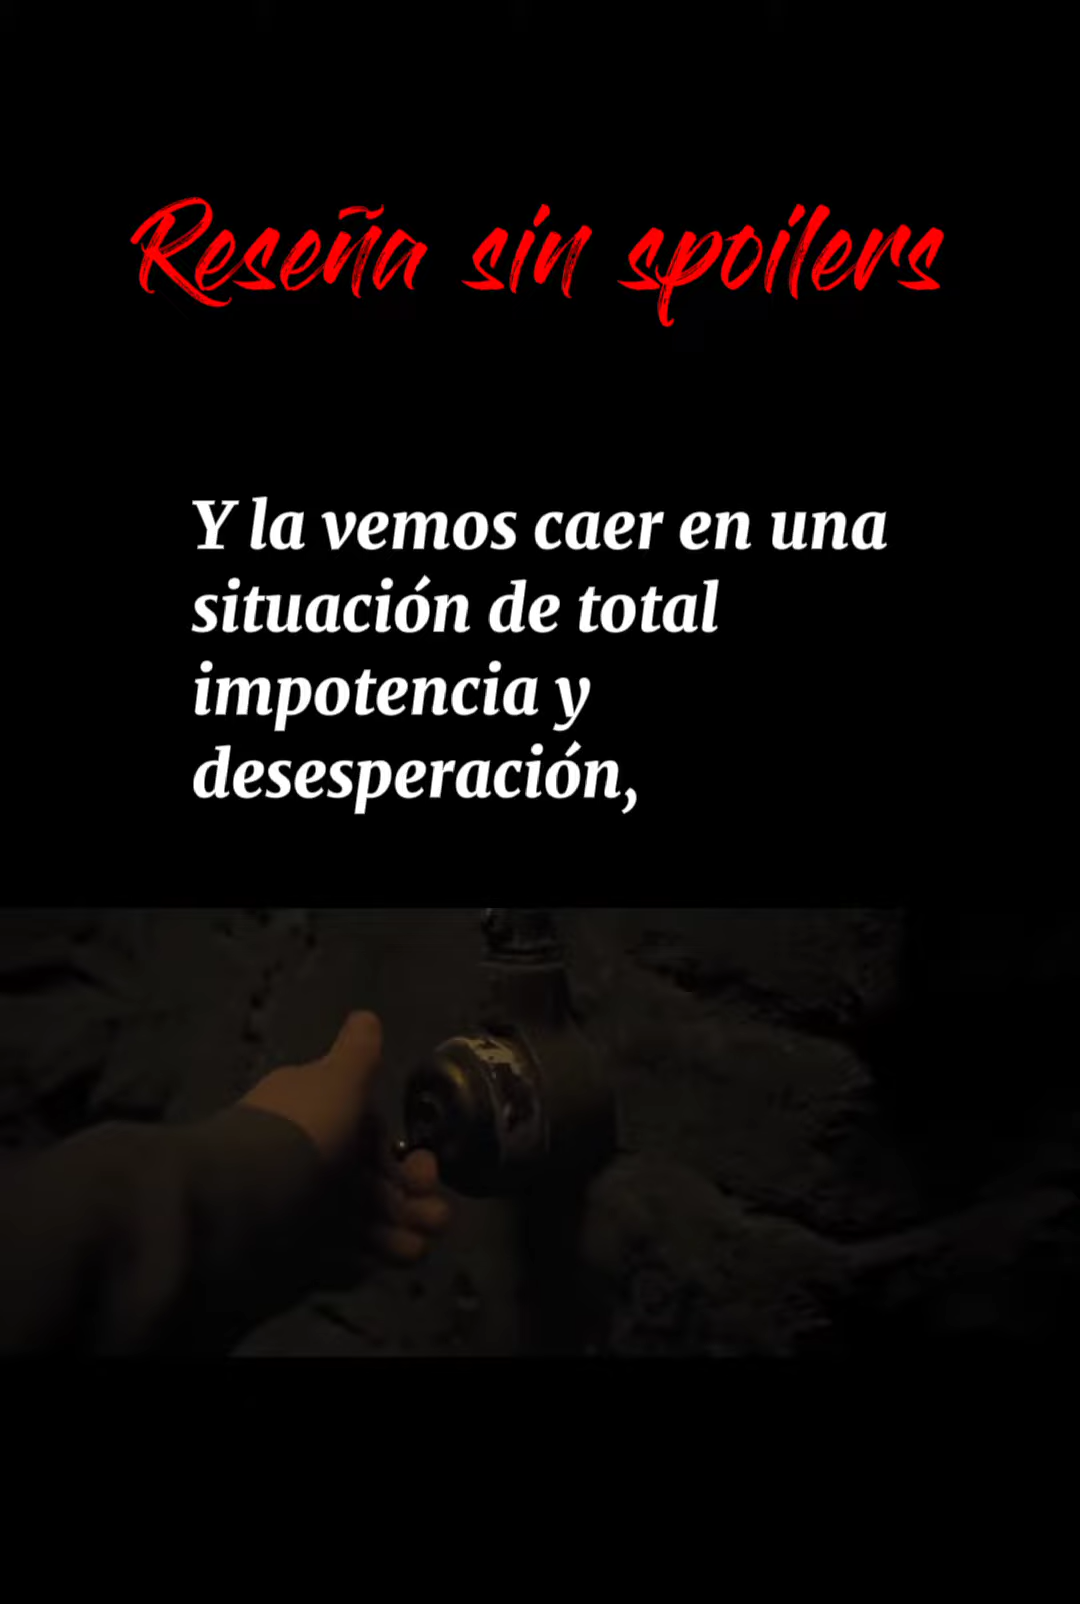 Reseña sin spoilers
Y la vemos caer en una
situación de total
impotencia y
desesperación,